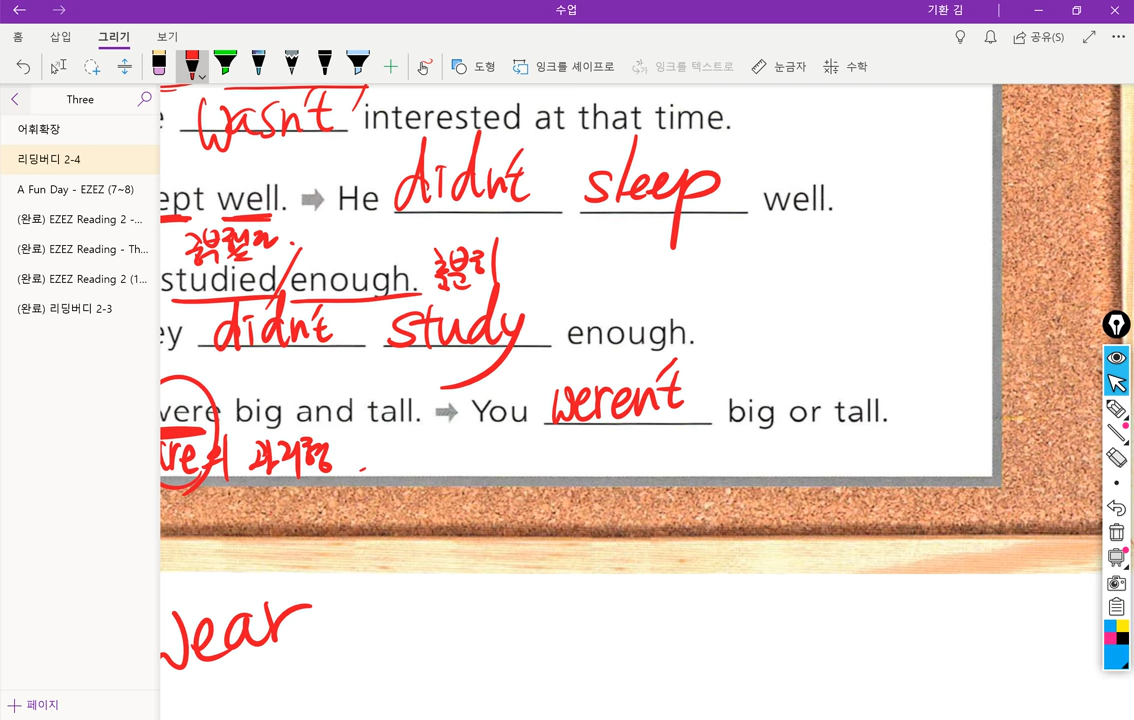 수업
기환 김
홈 삽입 그리기 보기
공유(S)
도형 잉크를 셰이프로 잉크를 텍스트로 눈금자 수학
Three
어휘확장
리딩버디 2-4
A Fun Day - EZEZ (7~8)
(완료) EZEZ Reading 2 -...
(완료) EZEZ Reading - Th...
(완료) EZEZ Reading 2 (1...
(완료) 리딩버디 2-3
페이지
e wasn't interested at that time.
ept well. ➡ He didn't sleep well.
studied / enough. 충분히
ey didn't study enough.
were big and tall. ➡ You weren't big or tall.
are의 과거형.
wear